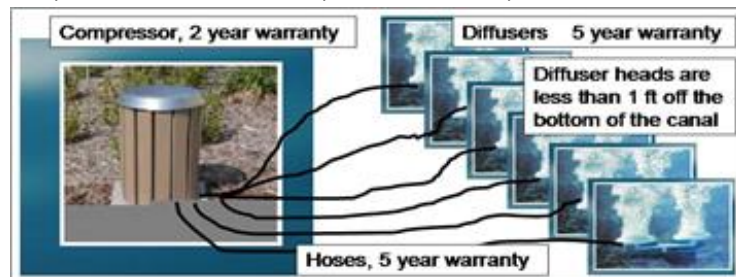 Compressor, 2 year warranty
Diffusers 5 year warranty
Diffuser heads are
less than 1 ft off the
bottom of the canal
Hoses, 5 year warranty